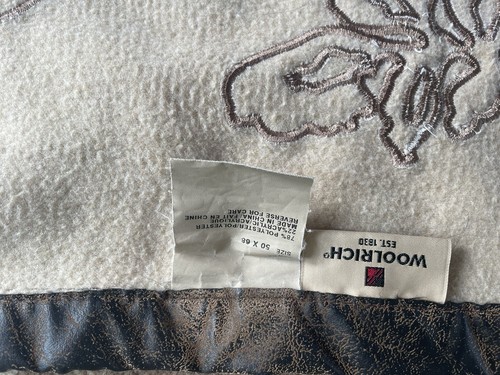 WOOLRICH®
EST. 1830
SIZE 50 X 68
78% POLYESTER/POLYESTER
22%ACRYLIC/ACRYLIQUE
MADE IN CHINA/FAIT EN CHINE
REVERSE FOR CARE